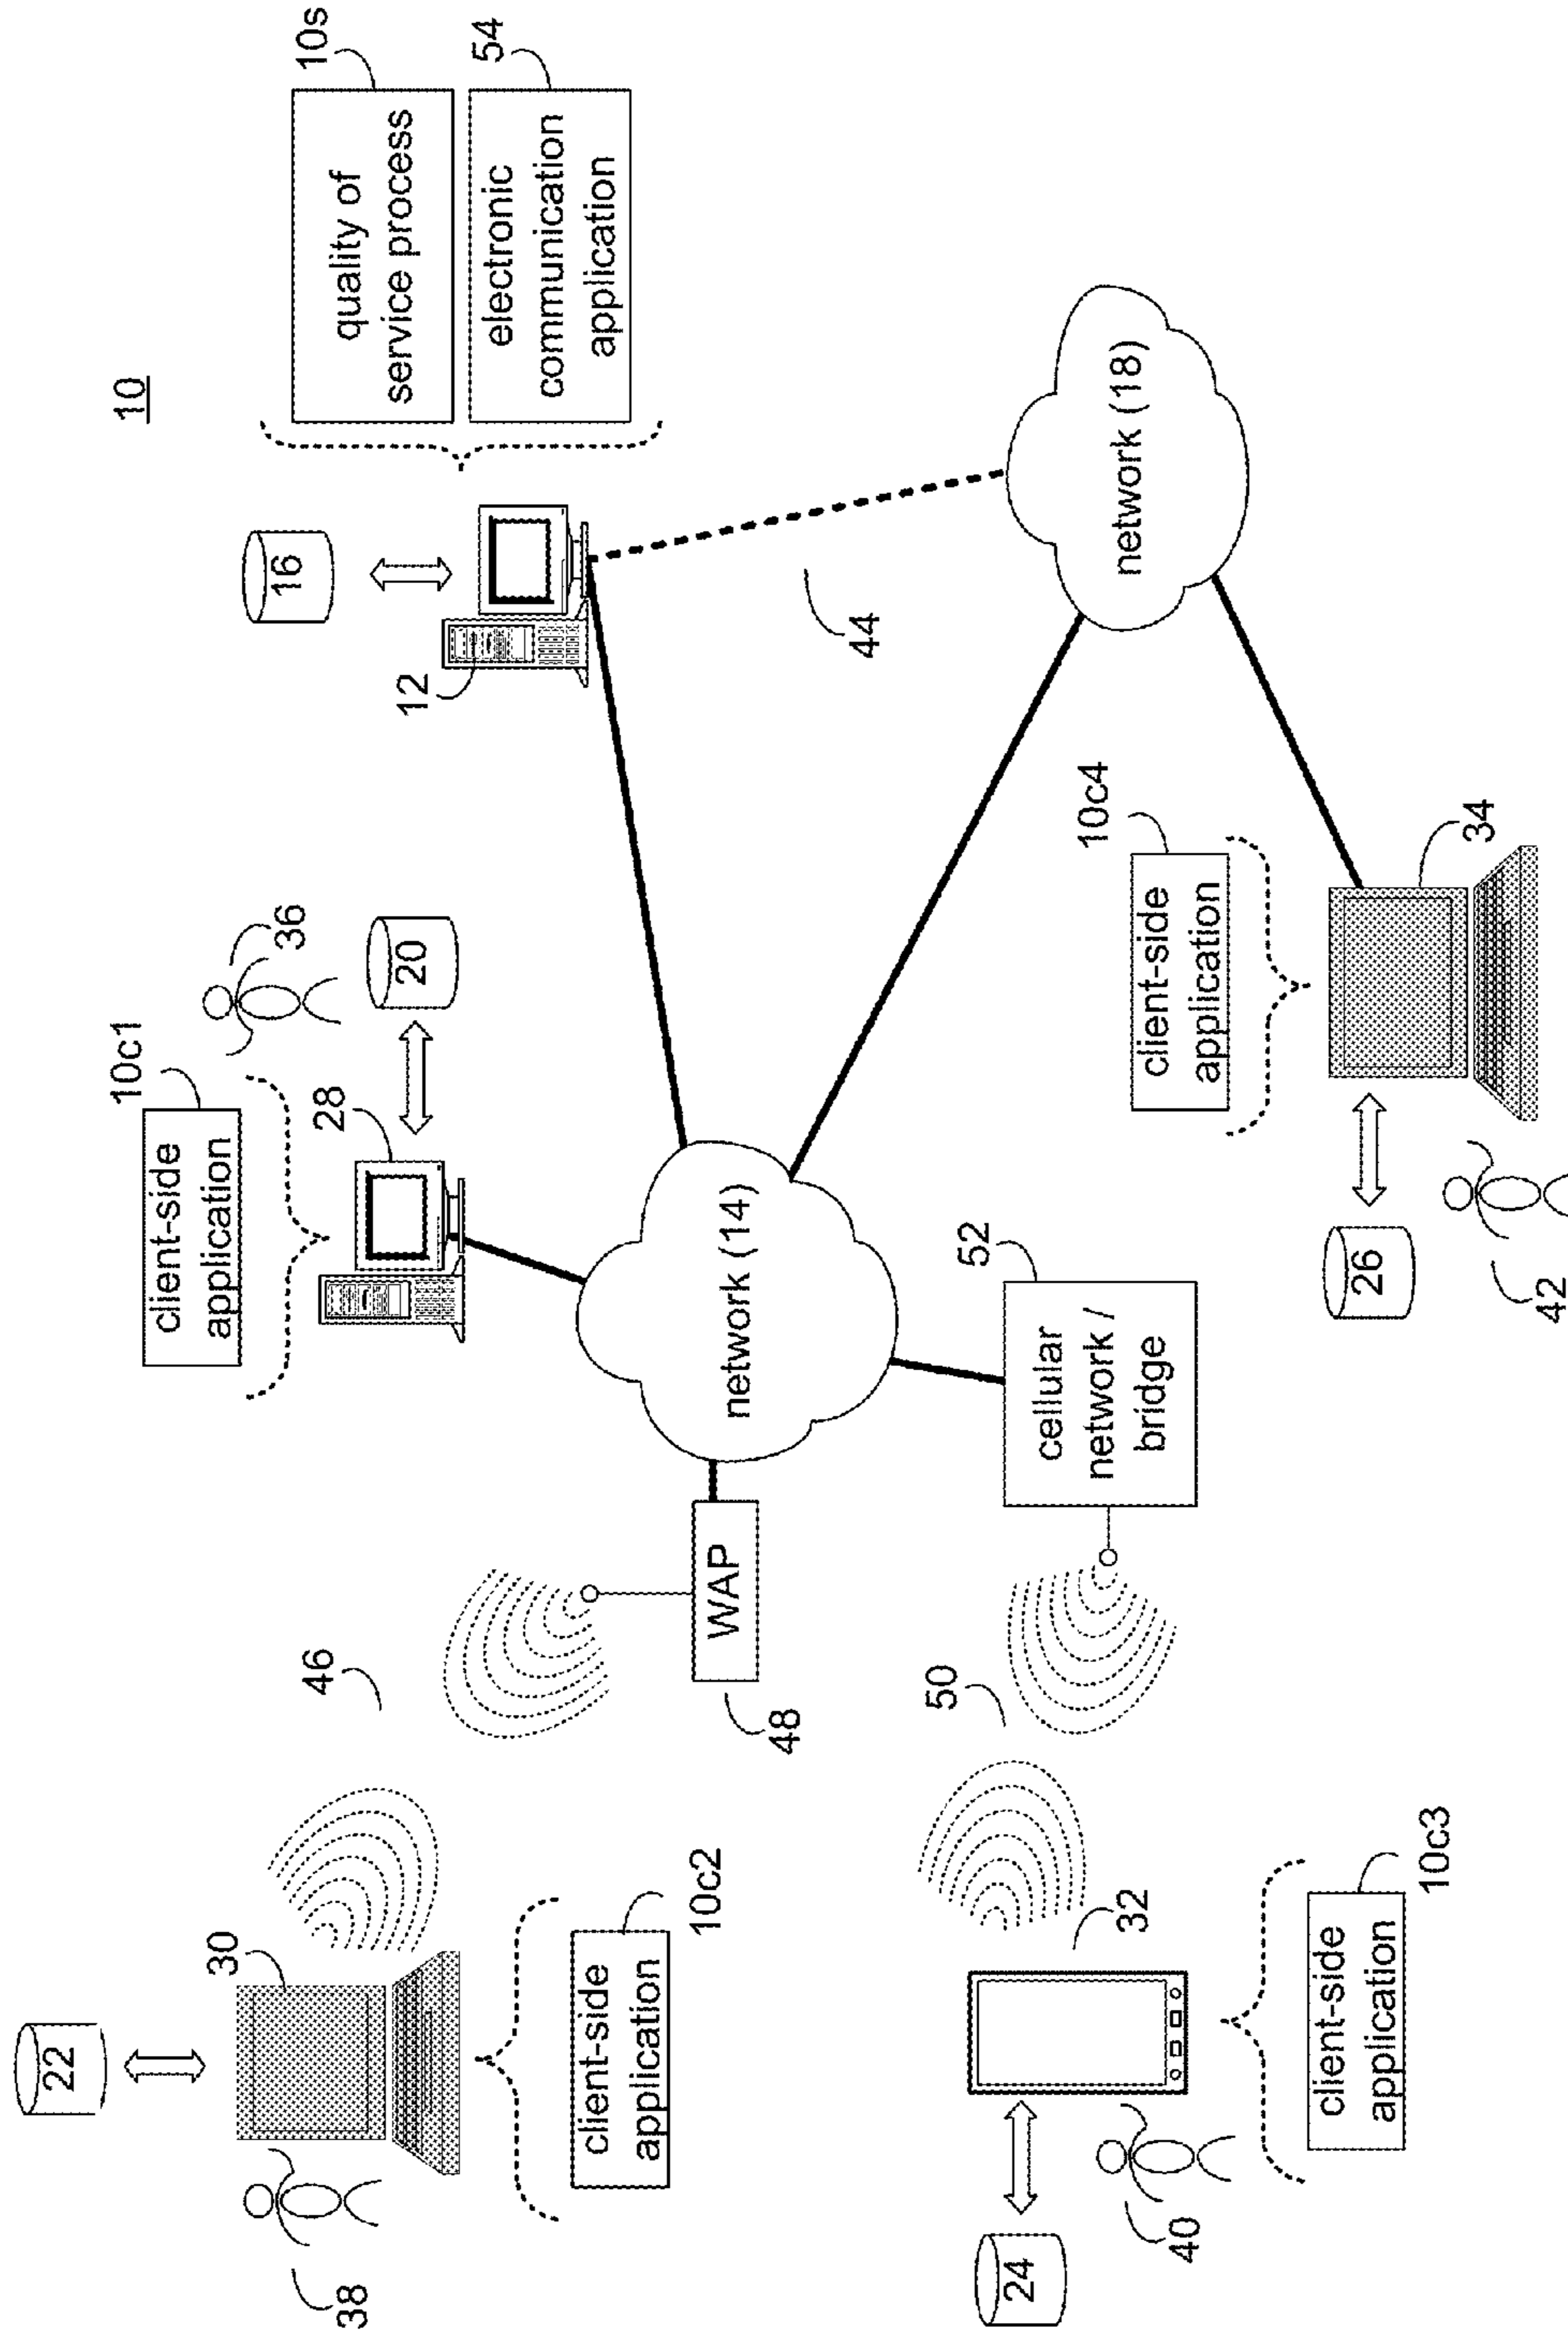 10
22
30
38
client-side
application
10c2
46
WAP
48
client-side
application
10c1
28
36
20
network (14)
16
12
quality of
service process
10s
electronic
communication
application
54
44
network (18)
24
40
32
client-side
application
10c3
50
cellular
network /
bridge
52
client-side
application
10c4
34
26
42